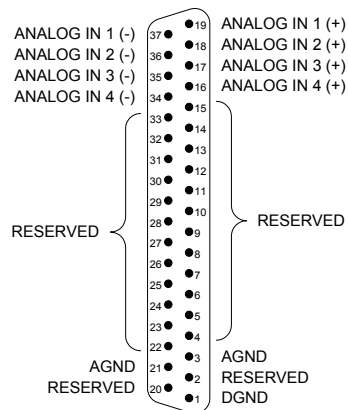 19 ANALOG IN 1 (+)
ANALOG IN 1 (-) 37
18 ANALOG IN 2 (+)
ANALOG IN 2 (-) 36
17 ANALOG IN 3 (+)
ANALOG IN 3 (-) 35
16 ANALOG IN 4 (+)
ANALOG IN 4 (-) 34
15
33
14
32
13
31
12
30
11
29
10
28
RESERVED
9
RESERVED
27
8
26
7
25
6
24
5
23
4
22
3 AGND
AGND 21
2 RESERVED
RESERVED 20
1 DGND